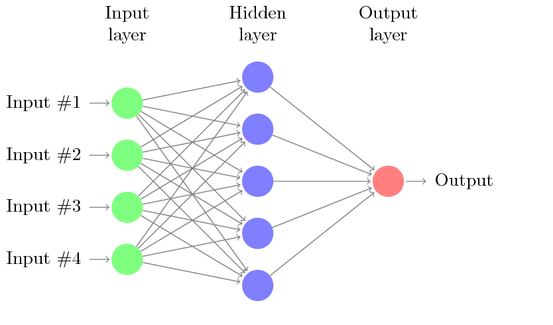 Input
layer
Hidden
layer
Output
layer
Input #1
Input #2
Input #3
Input #4
Output